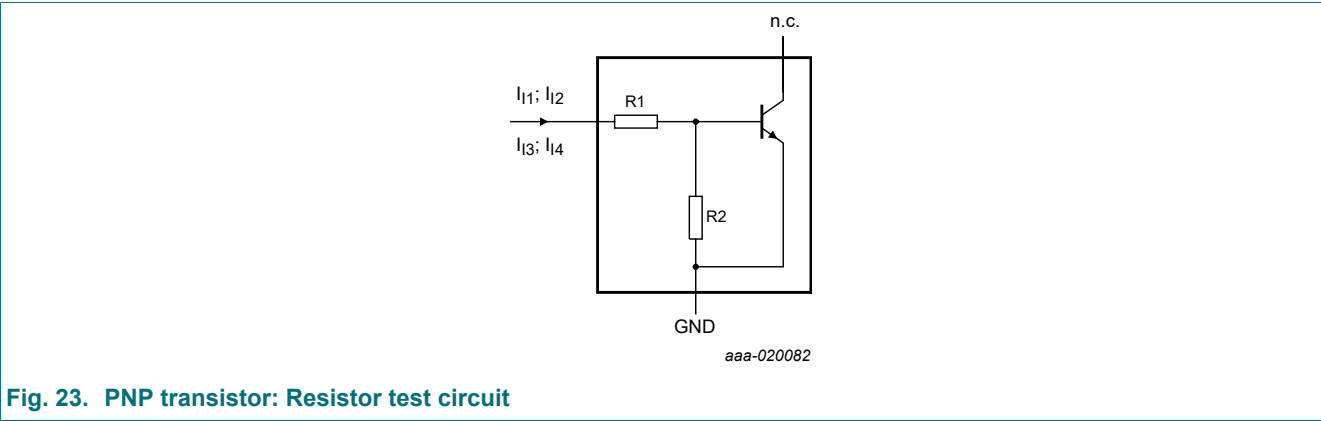 n.c.
I_I1; I_I2
R1
I_I3; I_I4
R2
GND
aaa-020082
Fig. 23. PNP transistor: Resistor test circuit